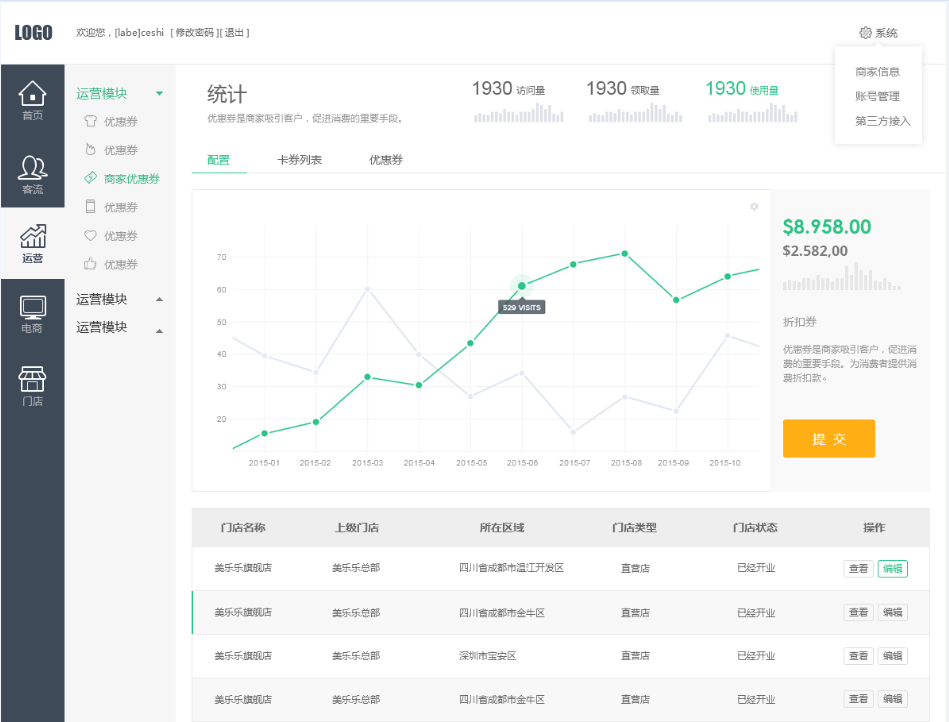 LOGO 欢迎您，[labe]ceshi [ 修改密码 ][ 退出 ] 系统
商家信息
账号管理
第三方接入
首页
客流
运营
电商
门店
运营模块
优惠券
优惠券
商家优惠券
优惠券
优惠券
优惠券
运营模块
运营模块
统计
优惠券是商家吸引客户，促进消费的重要手段。
1930 访问量 1930 领取量 1930 使用量
配置 卡券列表 优惠券
70
60
50
40
30
20
529 VISITS
2015-01 2015-02 2015-03 2015-04 2015-05 2015-06 2015-07 2015-08 2015-09 2015-10
$8.958.00
$2.582,00
折扣券
优惠券是商家吸引客户，促进消
费的重要手段。为消费者提供消
费折扣款。
提 交
门店名称 上级门店 所在区域 门店类型 门店状态 操作
美乐乐旗舰店 美乐乐总部 四川省成都市温江开发区 直营店 已经开业 查看 编辑
美乐乐旗舰店 美乐乐总部 四川省成都市金牛区 直营店 已经开业 查看 编辑
美乐乐旗舰店 美乐乐总部 深圳市宝安区 直营店 已经开业 查看 编辑
美乐乐旗舰店 美乐乐总部 四川省成都市金牛区 直营店 已经开业 查看 编辑